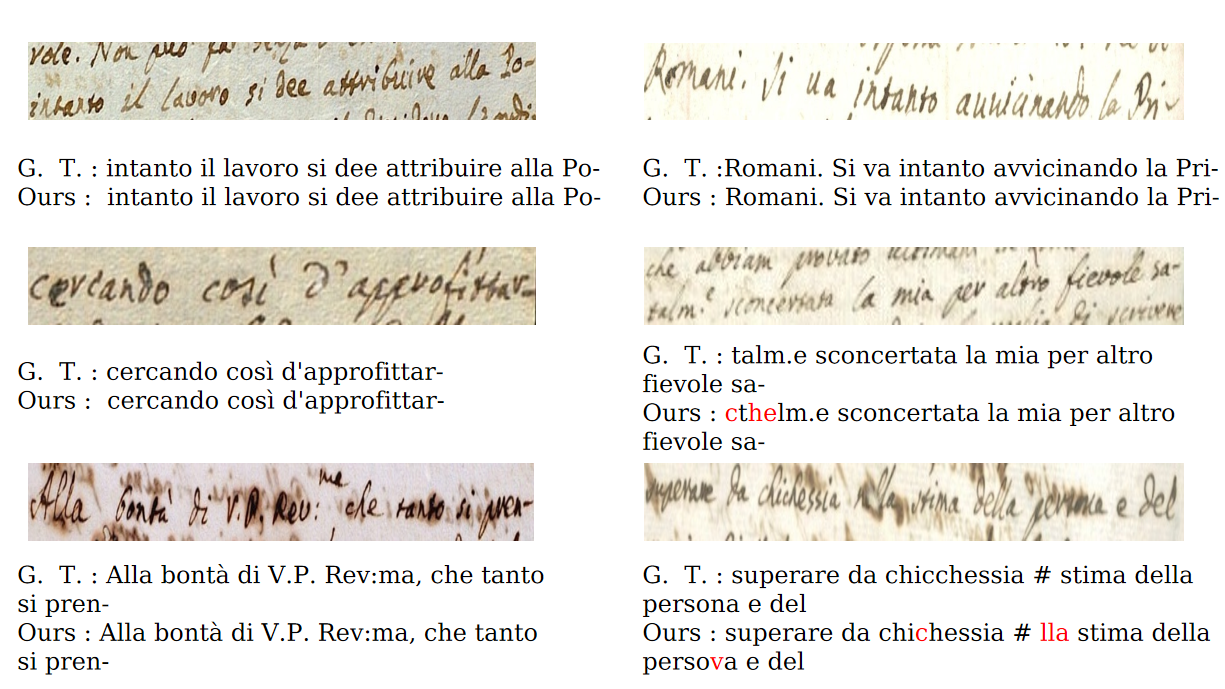 vole. Non può
intanto il lavoro si dee attribuire alla Po-
G. T. : intanto il lavoro si dee attribuire alla Po-
Ours : intanto il lavoro si dee attribuire alla Po-
Romani. Si va intanto avvicinando la Pri-
G. T. :Romani. Si va intanto avvicinando la Pri-
Ours : Romani. Si va intanto avvicinando la Pri-
cercando così d'approfittar-
G. T. : cercando così d'approfittar-
Ours : cercando così d'approfittar-
che abbiam provato
talm.e sconcertata la mia per altro fievole sa-
di scrivere
G. T. : talm.e sconcertata la mia per altro
fievole sa-
Ours : cthelm.e sconcertata la mia per altro
fievole sa-
Alla bontà di V.P. Rev:ma che tanto si pren-
G. T. : Alla bontà di V.P. Rev:ma, che tanto
si pren-
Ours : Alla bontà di V.P. Rev:ma, che tanto
si pren-
superare da chichessia stima della persona e del
G. T. : superare da chicchessia # stima della
persona e del
Ours : superare da chichessia # lla stima della
persova e del